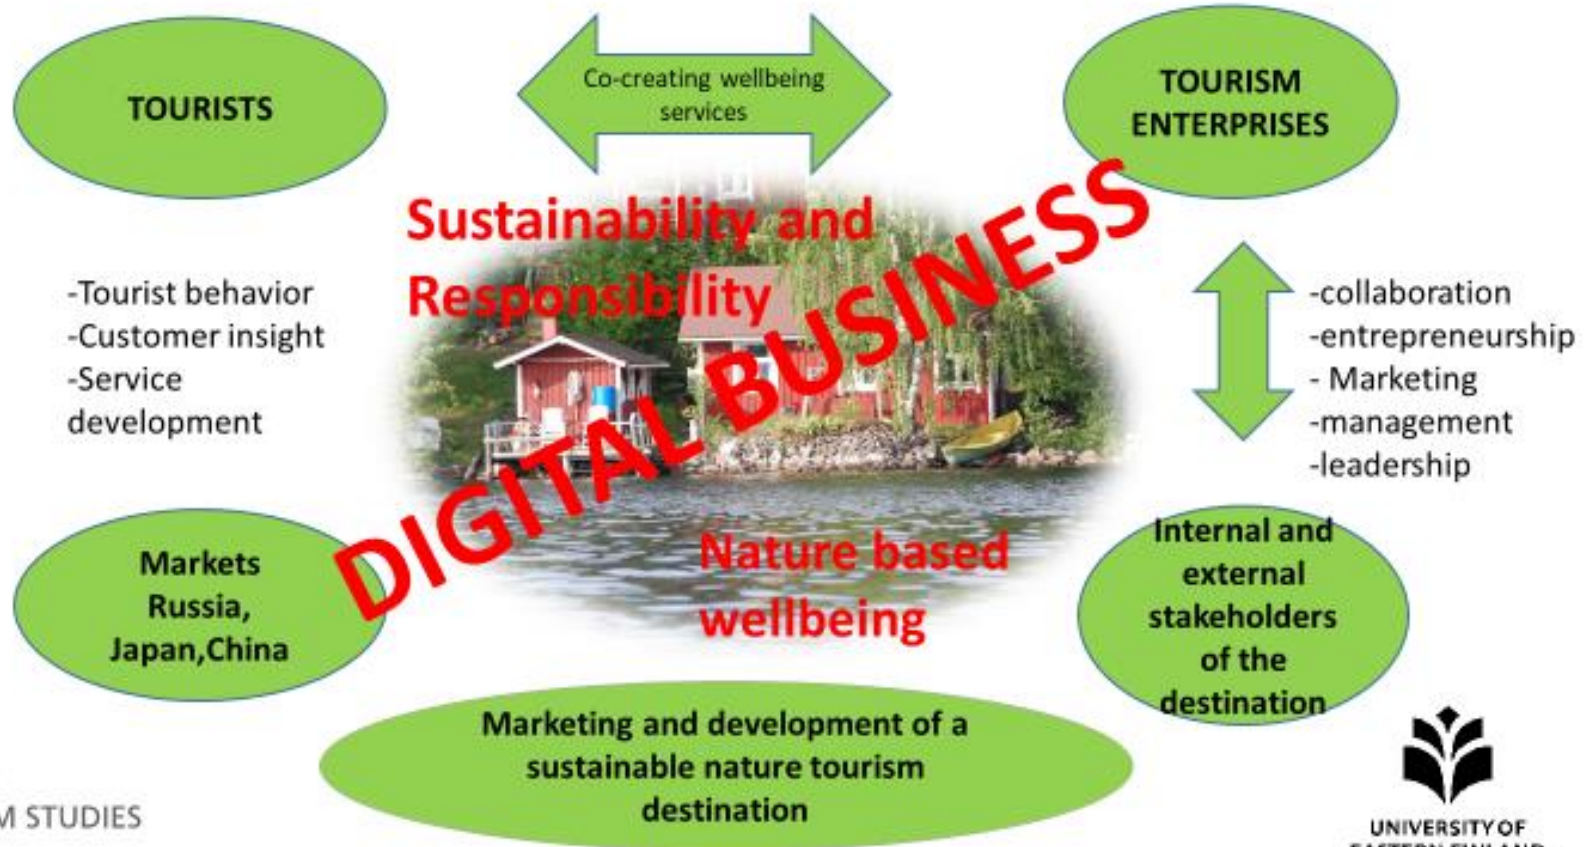 TOURISTS
Co-creating wellbeing
services
TOURISM
ENTERPRISES
Sustainability and
Responsibility
DIGITAL BUSINESS
-Tourist behavior
-Customer insight
-Service
development
-collaboration
-entrepreneurship
- Marketing
-management
-leadership
Nature based
wellbeing
Markets
Russia,
Japan,China
Internal and
external
stakeholders
of the
destination
Marketing and development of a
sustainable nature tourism
destination
M STUDIES
UNIVERSITY OF
EASTERN FINLAND